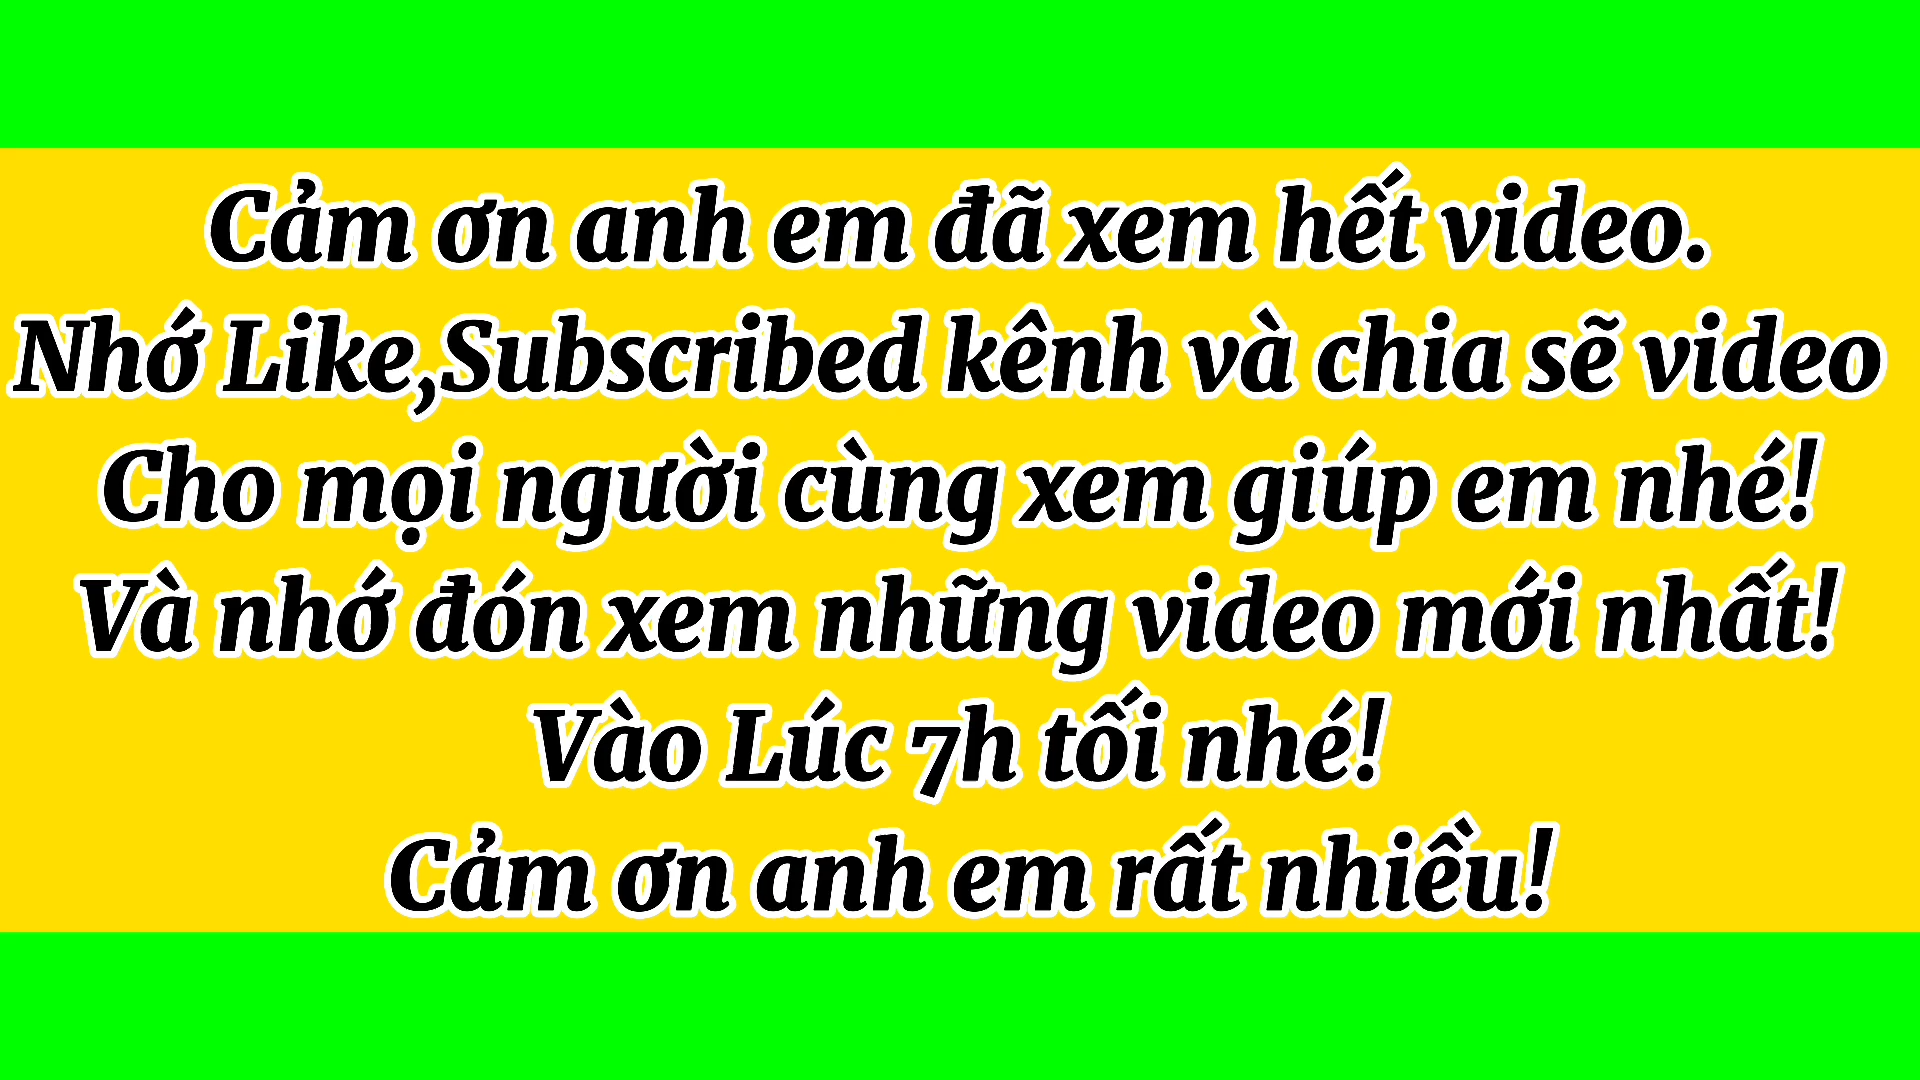 Cảm ơn anh em đã xem hết video.
Nhớ Like,Subscribed kênh và chia sẽ video
Cho mọi người cùng xem giúp em nhé!
Và nhớ đón xem những video mới nhất!
Vào Lúc 7h tối nhé!
Cảm ơn anh em rất nhiều!